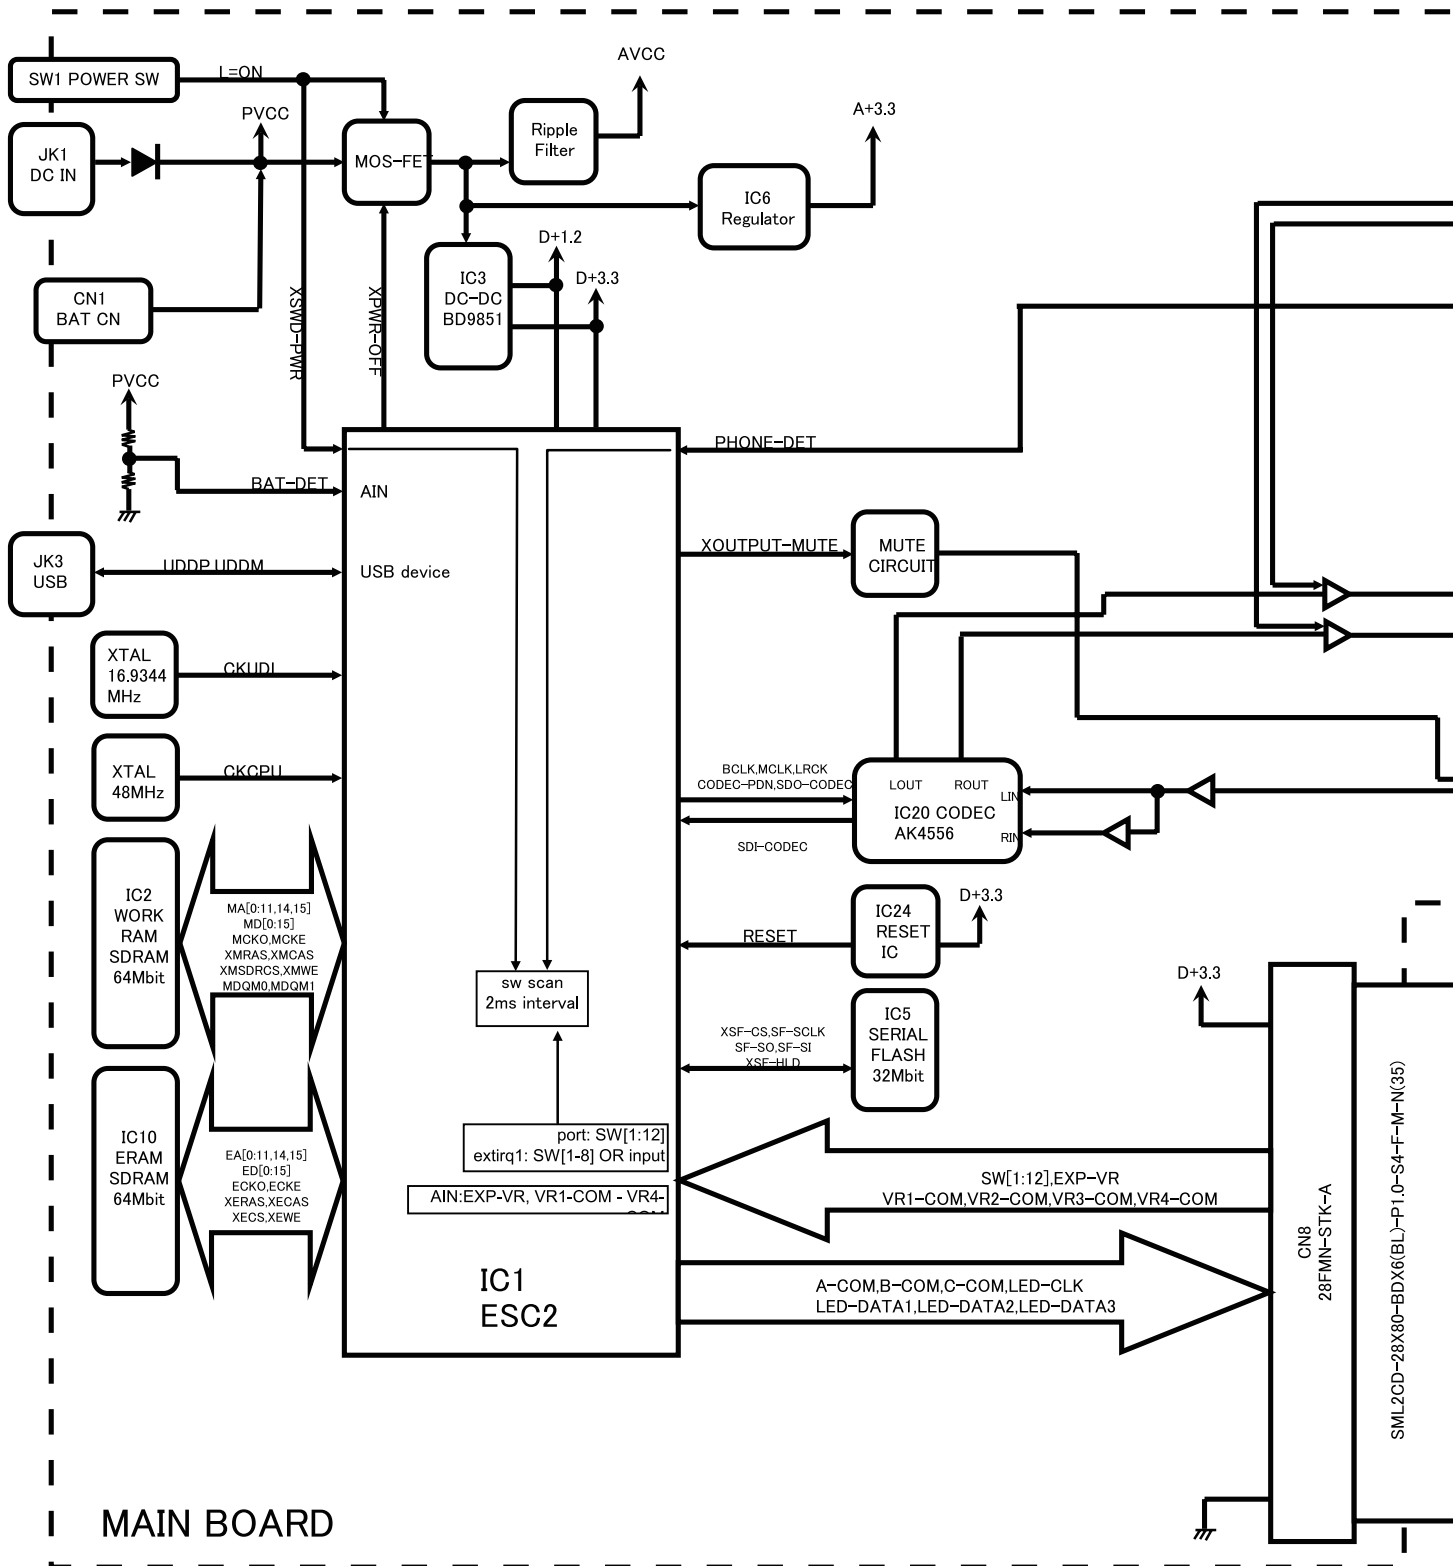 SW1 POWER SW
L=ON
AVCC
PVCC
A+3.3
JK1
DC IN
MOS-FET
Ripple
Filter
IC6
Regulator
D+1.2
D+3.3
CN1
BAT CN
XSWD-PWR
XPWR-OFF
IC3
DC-DC
BD9851
PVCC
BAT-DET
AIN
PHONE-DET
JK3
USB
UDDP,UDDM
USB device
XOUTPUT-MUTE
MUTE
CIRCUIT
XTAL
16.9344
MHz
CKUDI
XTAL
48MHz
CKCPU
BCLK,MCLK,LRCK
CODEC-PDN,SDO-CODEC
SDI-CODEC
LOUT
ROUT
LIN
RIN
IC20 CODEC
AK4556
IC2
WORK
RAM
SDRAM
64Mbit
MA[0:11,14,15]
MD[0:15]
MCKO,MCKE
XMRAS,XMCAS
XMSDRCS,XMWE
MDQM0,MDQM1
RESET
IC24
RESET
IC
D+3.3
sw scan
2ms interval
XSF-CS,SF-SCLK
SF-SO,SF-SI
XSF-HLD
IC5
SERIAL
FLASH
32Mbit
D+3.3
IC10
ERAM
SDRAM
64Mbit
EA[0:11,14,15]
ED[0:15]
ECKO,ECKE
XERAS,XECAS
XECS,XEWE
port: SW[1:12]
extirq1: SW[1-8] OR input
AIN:EXP-VR, VR1-COM - VR4-
SW[1:12],EXP-VR
VR1-COM,VR2-COM,VR3-COM,VR4-COM
IC1
ESC2
A-COM,B-COM,C-COM,LED-CLK
LED-DATA1,LED-DATA2,LED-DATA3
CN8
28FMN-STK-A
SML2CD-28X80-BDX6(BL)-P1.0-S4-F-M-N(35)
MAIN BOARD